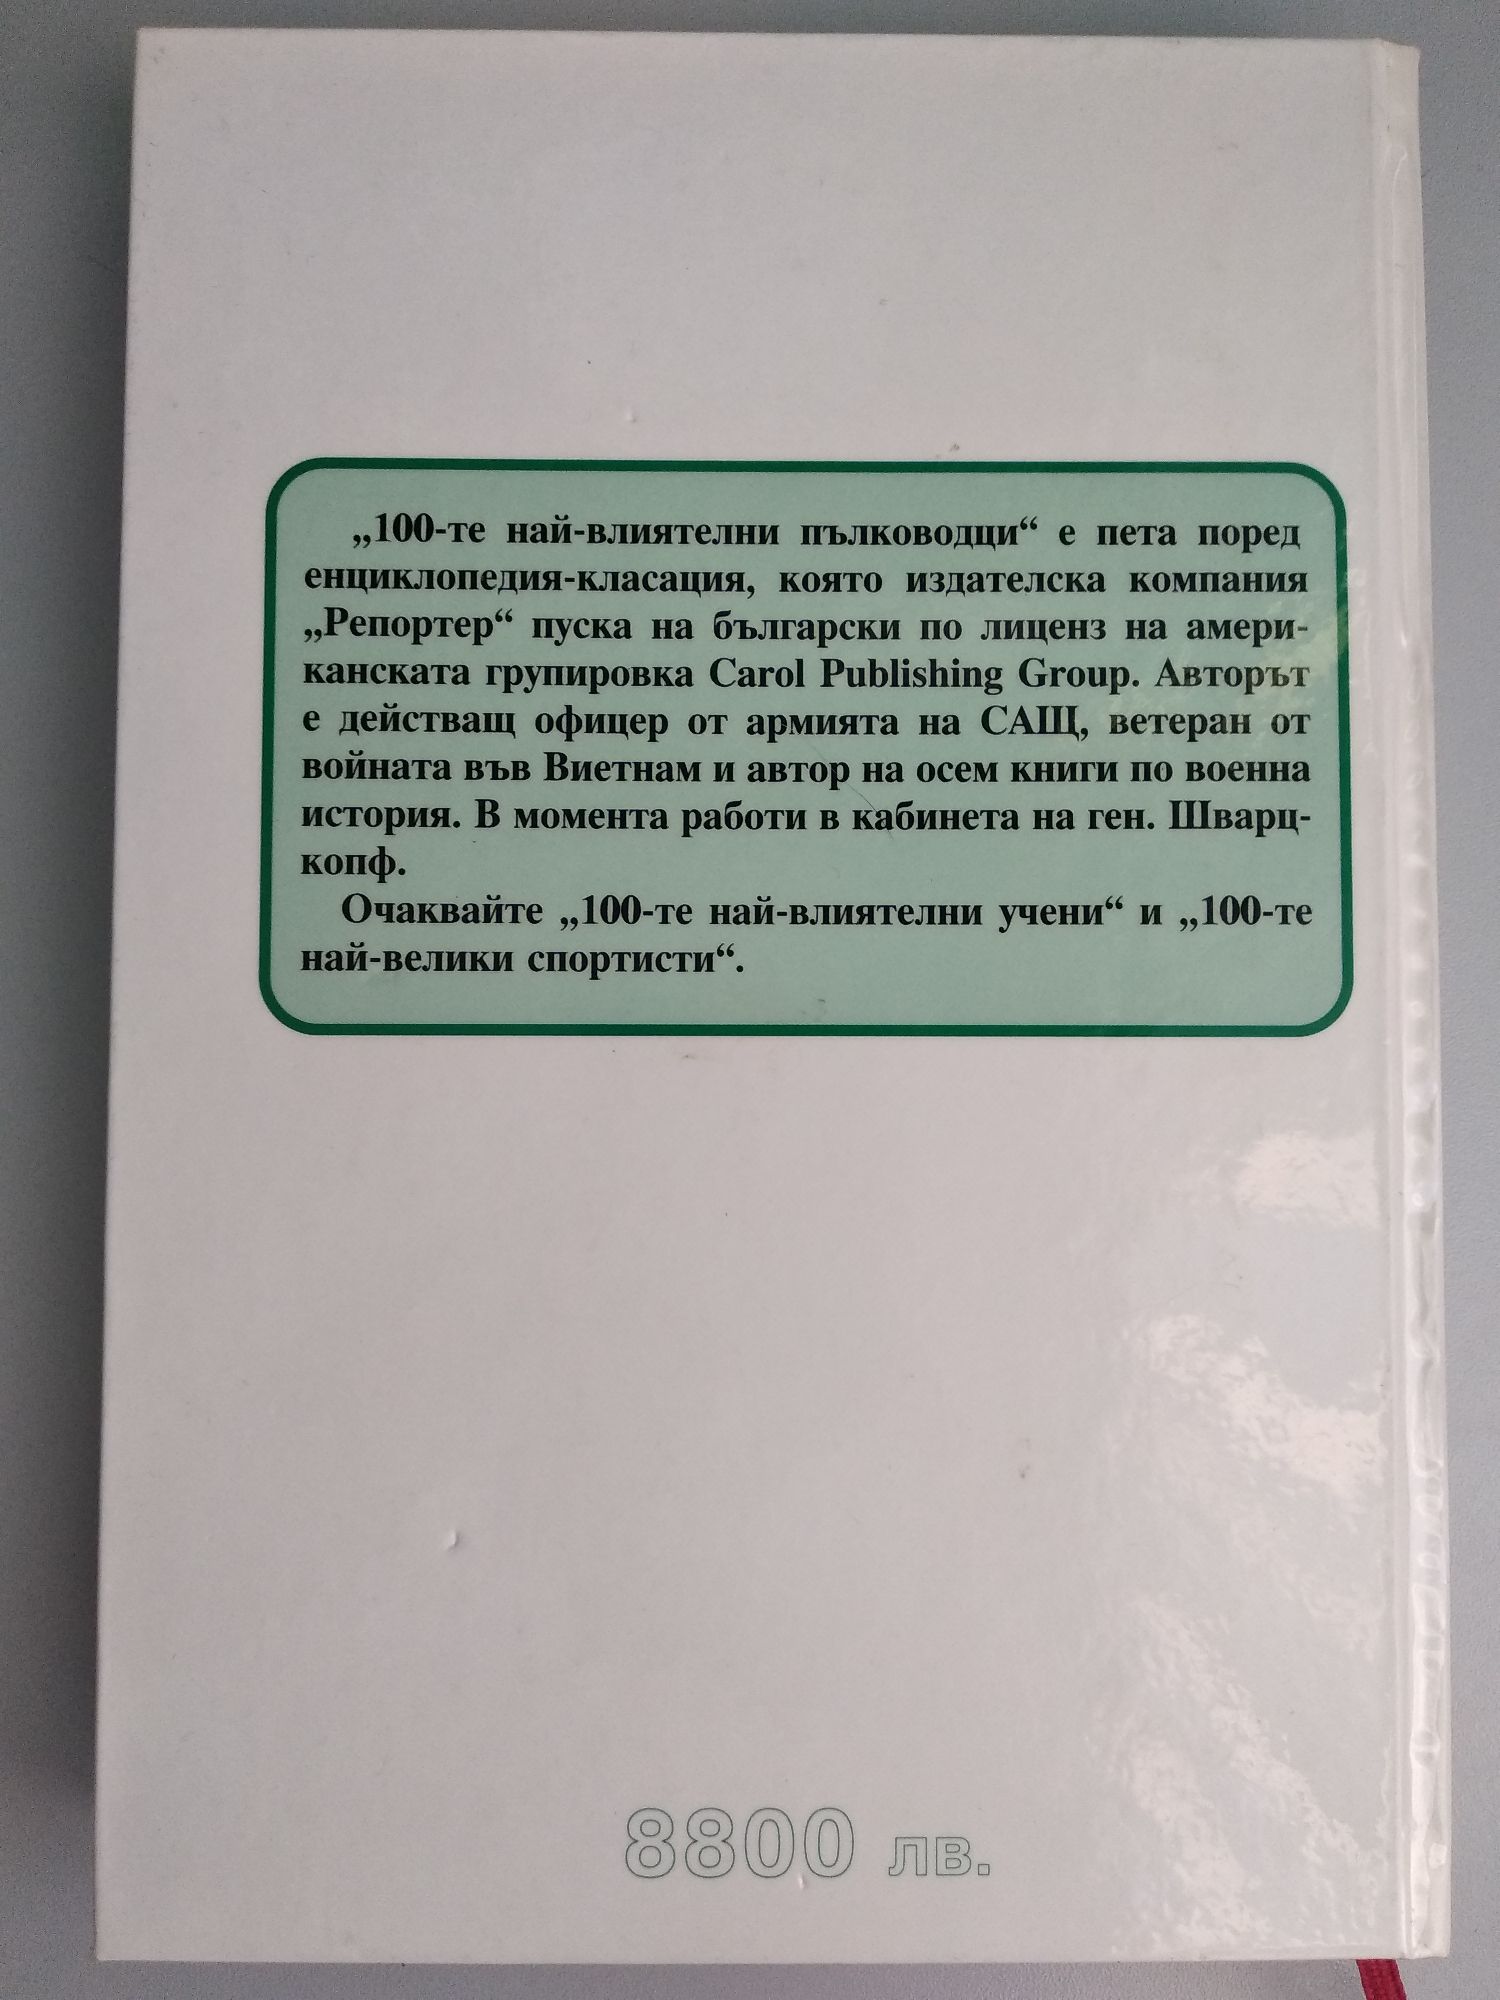 „100-те най-влиятелни пълководци“ е пета поред
енциклопедия-класация, която издателска компания
„Репортер“ пуска на български по лиценз на амери-
канската групировка Carol Publishing Group. Авторът
е действащ офицер от армията на САЩ, ветеран от
войната във Виетнам и автор на осем книги по военна
история. В момента работи в кабинета на ген. Шварц-
копф.
Очаквайте „100-те най-влиятелни учени“ и „100-те
най-велики спортисти“.
8800 лв.